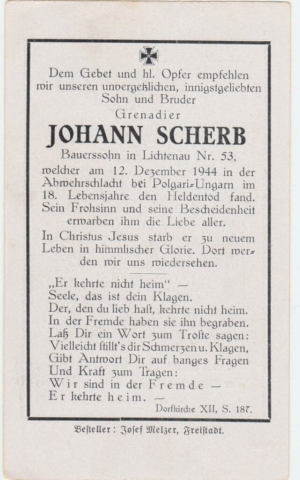 Dem Gebet und hl. Opfer empfehlen
wir unseren unvergeßlichen, innigstgeliebten
Sohn und Bruder
Grenadier
JOHANN SCHERB
Bauerssohn in Lichtenau Nr. 53,
welcher am 12. Dezember 1944 in der
Abwehrschlacht bei Polgari-Ungarn im
18. Lebensjahre den Heldentod fand.
Sein Frohsinn und seine Bescheidenheit
erwarben ihm die Liebe aller.
In Christus Jesus starb er zu neuem
Leben in himmlischer Glorie. Dort wer-
den wir uns wiedersehen.
„Er kehrte nicht heim" —
Seele, das ist dein Klagen.
Der, den du lieb hast, kehrte nicht heim.
In der Fremde haben sie ihn begraben.
Laß Dir ein Wort zum Troste sagen:
Vielleicht stillt's dir Schmerzen u. Klagen,
Gibt Antwort Dir auf banges Fragen
Und Kraft zum Tragen:
Wir sind in der Fremde —
Er kehrte heim. —
Dorfkirche XII, S. 187.
Besteller: Josef Melzer, Freistadt.